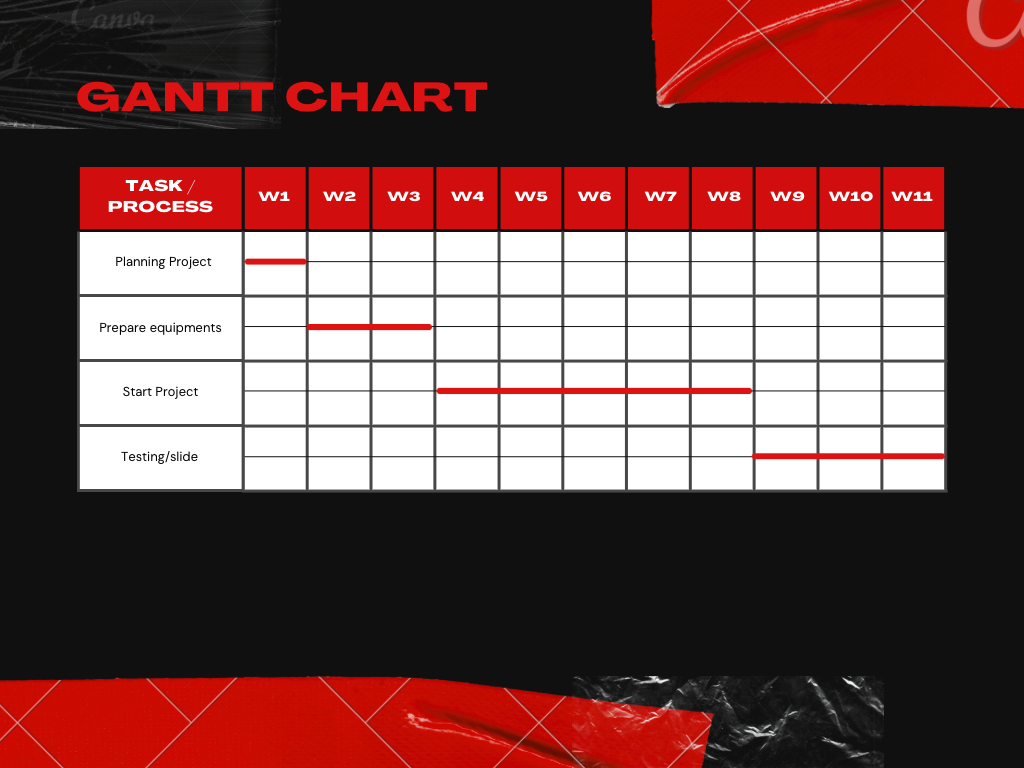 Canva
GANTT CHART
TASK / PROCESS W1 W2 W3 W4 W5 W6 W7 W8 W9 W10 W11
Planning Project
Prepare equipments
Start Project
Testing/slide